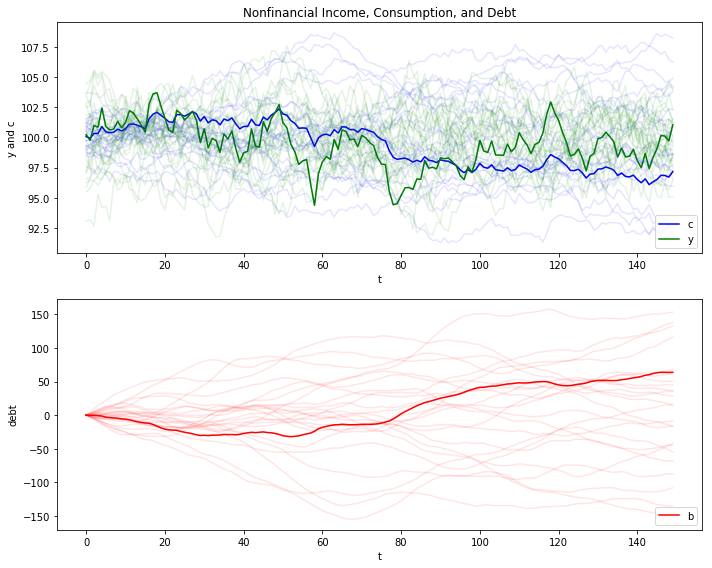 Nonfinancial Income, Consumption, and Debt
107.5
105.0
102.5
100.0
97.5
95.0
92.5
y and c
c
y
0 20 40 60 80 100 120 140
t
150
100
50
0
−50
−100
−150
debt
b
0 20 40 60 80 100 120 140
t